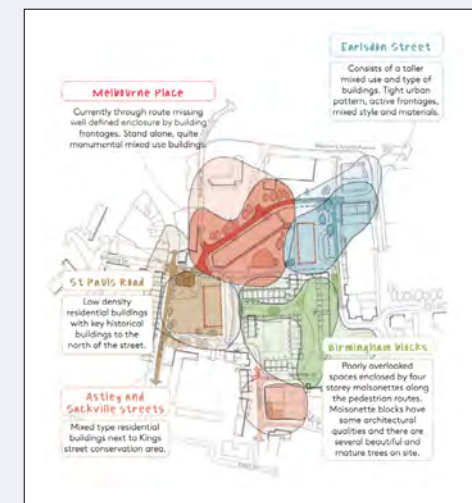 Earlsdon Street
Consists of a taller
mixed use and type of
buildings. Tight urban
pattern, active frontages,
mixed style and materials.
Melbourne Place
Currently through route missing
well defined enclosure by building
frontages. Stand alone, quite
monumental mixed use buildings.
St Pauls Road
Low density
residential buildings
with key historical
buildings to the
north of the street.
Birmingham blocks
Poorly overlooked
spaces enclosed by four
storey maisonettes along
the pedestrian routes.
Maisonette blocks have
some architectural
qualities and there are
several beautiful and
mature trees on site.
Astley and
Sackville streets
Mixed type residential
buildings next to Kings
street conservation area.